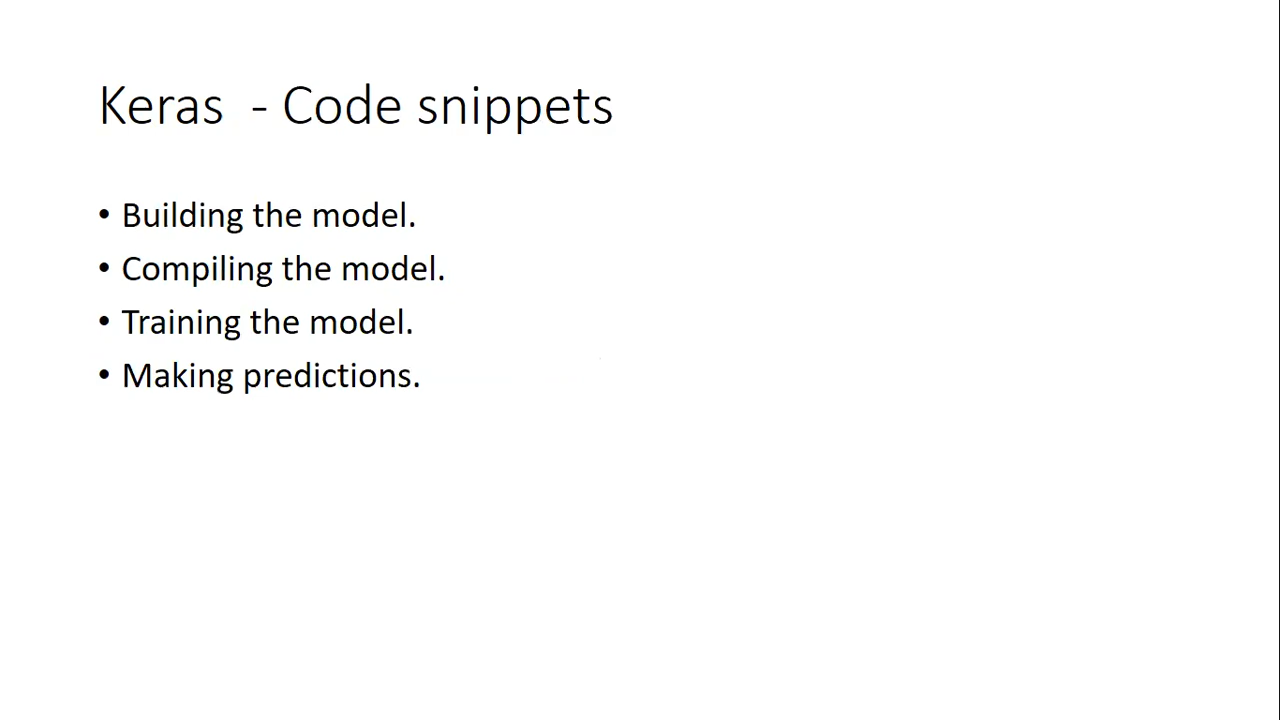 Keras  - Code snippets
• Building the model.
• Compiling the model.
• Training the model.
• Making predictions.